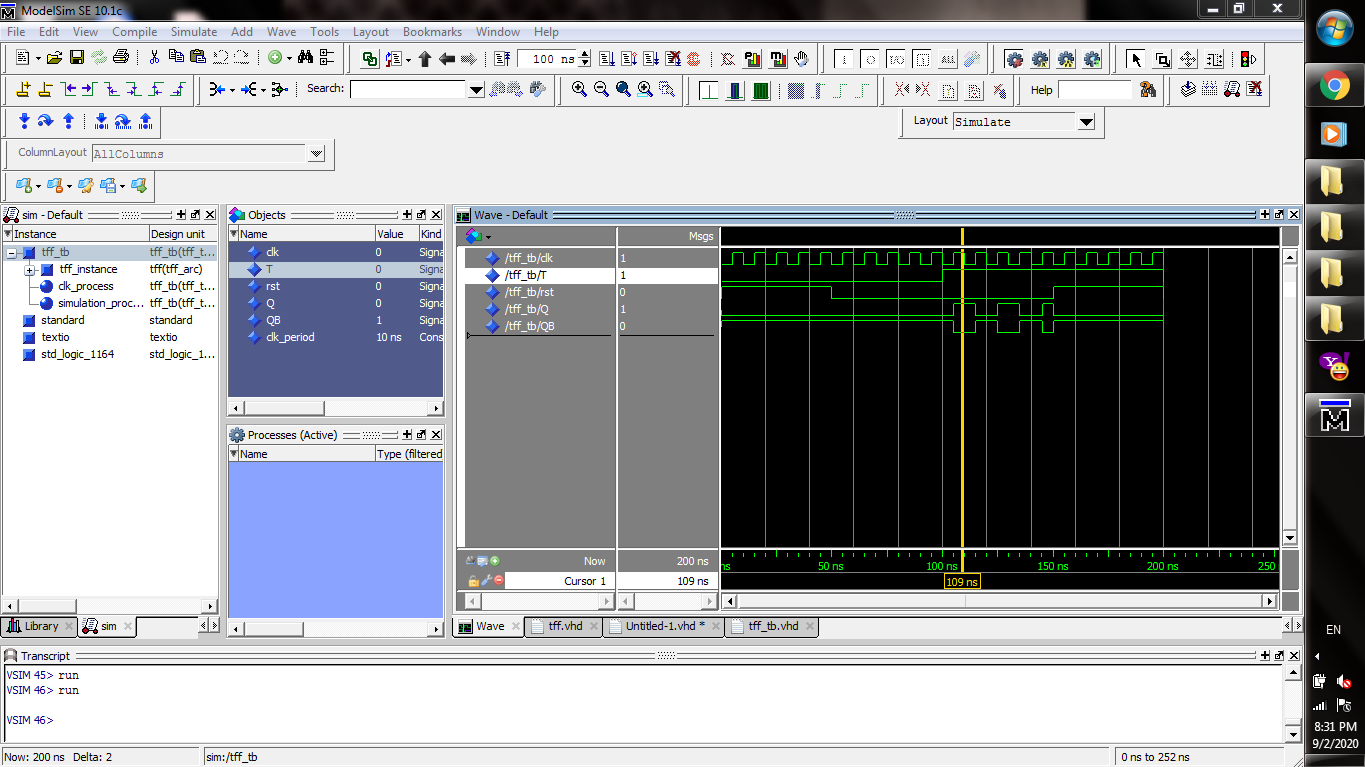 ModelSim SE 10.1c
File Edit View Compile Simulate Add Wave Tools Layout Bookmarks Window Help
100 ns
Search:
Help
Layout Simulate
ColumnLayout AllColumns
sim - Default
Instance Design unit
tff_tb tff_tb(tff_t...
tff_instance tff(tff_arc)
clk_process tff_tb(tff_t...
simulation_proc... tff_tb(tff_t...
standard standard
textio textio
std_logic_1164 std_logic_1...
Library sim
Objects
Name Value Kind
clk 0 Signa
T 0 Signa
rst 0 Signa
Q 0 Signa
QB 1 Signa
clk_period 10 ns Cons
Processes (Active)
Name Type (filtered
Wave - Default
Msgs
/tff_tb/clk 1
/tff_tb/T 1
/tff_tb/rst 0
/tff_tb/Q 1
/tff_tb/QB 0
Now 200 ns
ns 50 ns 100 ns 150 ns 200 ns 250
Cursor 1 109 ns
109 ns
Wave tff.vhd Untitled-1.vhd * tff_tb.vhd
Transcript
VSIM 45> run
VSIM 46> run
VSIM 46>
Now: 200 ns Delta: 2 sim:/tff_tb 0 ns to 252 ns
EN
8:31 PM
9/2/2020